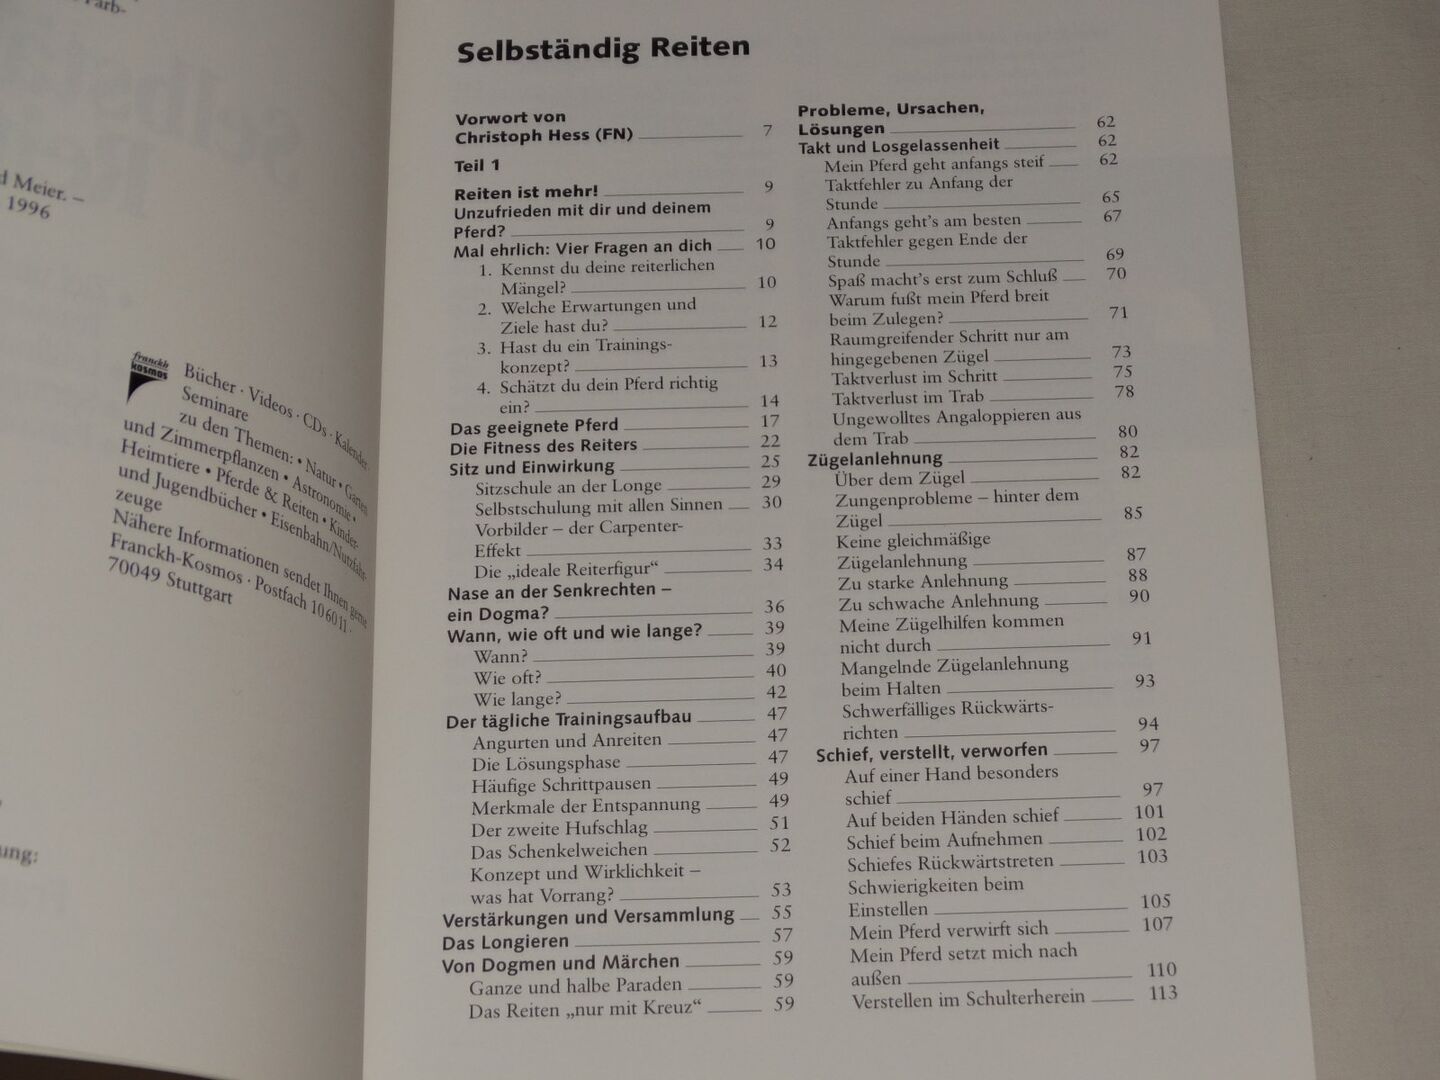 Farb-
d Meier. –
1996
franckh
kosmos
Bücher · Videos · CDs · Kalender ·
Seminare
zu den Themen: • Natur • Garten
und Zimmerpflanzen • Astronomie •
Heimtiere • Pferde & Reiten • Kinder-
und Jugendbücher • Eisenbahn/Nutzfahr-
zeuge
Nähere Informationen sendet Ihnen gerne
Franckh-Kosmos · Postfach 10 60 11 ·
70049 Stuttgart
ung:
Selbständig Reiten
Vorwort von
Christoph Hess (FN) 7
Teil 1
Reiten ist mehr! 9
Unzufrieden mit dir und deinem
Pferd? 9
Mal ehrlich: Vier Fragen an dich 10
1. Kennst du deine reiterlichen
Mängel? 10
2. Welche Erwartungen und
Ziele hast du? 12
3. Hast du ein Trainings-
konzept? 13
4. Schätzt du dein Pferd richtig
ein? 14
Das geeignete Pferd 17
Die Fitness des Reiters 22
Sitz und Einwirkung 25
Sitzschule an der Longe 29
Selbstschulung mit allen Sinnen 30
Vorbilder – der Carpenter-
Effekt 33
Die „ideale Reiterfigur“ 34
Nase an der Senkrechten –
ein Dogma? 36
Wann, wie oft und wie lange? 39
Wann? 39
Wie oft? 40
Wie lange? 42
Der tägliche Trainingsaufbau 47
Angurten und Anreiten 47
Die Lösungsphase 47
Häufige Schrittpausen 49
Merkmale der Entspannung 49
Der zweite Hufschlag 51
Das Schenkelweichen 52
Konzept und Wirklichkeit –
was hat Vorrang? 53
Verstärkungen und Versammlung 55
Das Longieren 57
Von Dogmen und Märchen 59
Ganze und halbe Paraden 59
Das Reiten „nur mit Kreuz“ 59
Probleme, Ursachen,
Lösungen 62
Takt und Losgelassenheit 62
Mein Pferd geht anfangs steif 62
Taktfehler zu Anfang der
Stunde 65
Anfangs geht's am besten 67
Taktfehler gegen Ende der
Stunde 69
Spaß macht's erst zum Schluß 70
Warum fußt mein Pferd breit
beim Zulegen? 71
Raumgreifender Schritt nur am
hingegebenen Zügel 73
Taktverlust im Schritt 75
Taktverlust im Trab 78
Ungewolltes Angaloppieren aus
dem Trab 80
Zügelanlehnung 82
Über dem Zügel 82
Zungenprobleme – hinter dem
Zügel 85
Keine gleichmäßige
Zügelanlehnung 87
Zu starke Anlehnung 88
Zu schwache Anlehnung 90
Meine Zügelhilfen kommen
nicht durch 91
Mangelnde Zügelanlehnung
beim Halten 93
Schwerfälliges Rückwärts-
richten 94
Schief, verstellt, verworfen 97
Auf einer Hand besonders
schief 97
Auf beiden Händen schief 101
Schief beim Aufnehmen 102
Schiefes Rückwärtstreten 103
Schwierigkeiten beim
Einstellen 105
Mein Pferd verwirft sich 107
Mein Pferd setzt mich nach
außen 110
Verstellen im Schulterherein 113